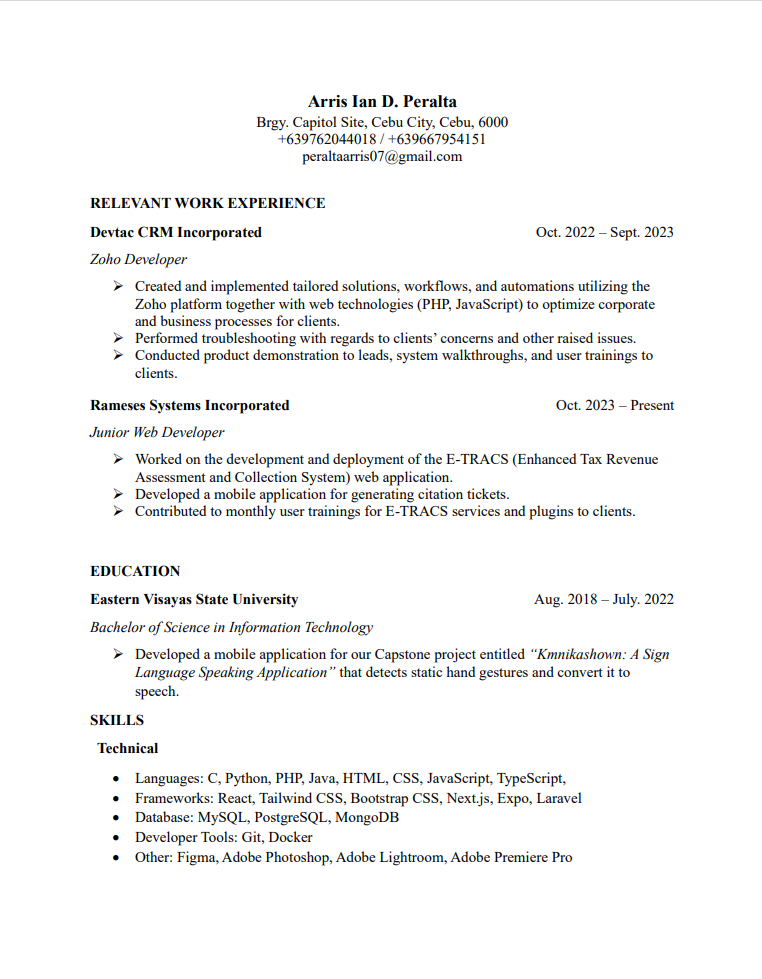 Arris Ian D. Peralta
Brgy. Capitol Site, Cebu City, Cebu, 6000
+639762044018 / +639667954151
peraltaarris07@gmail.com
RELEVANT WORK EXPERIENCE
Devtac CRM Incorporated Oct. 2022 – Sept. 2023
Zoho Developer
➢ Created and implemented tailored solutions, workflows, and automations utilizing the
Zoho platform together with web technologies (PHP, JavaScript) to optimize corporate
and business processes for clients.
➢ Performed troubleshooting with regards to clients’ concerns and other raised issues.
➢ Conducted product demonstration to leads, system walkthroughs, and user trainings to
clients.
Rameses Systems Incorporated Oct. 2023 – Present
Junior Web Developer
➢ Worked on the development and deployment of the E-TRACS (Enhanced Tax Revenue
Assessment and Collection System) web application.
➢ Developed a mobile application for generating citation tickets.
➢ Contributed to monthly user trainings for E-TRACS services and plugins to clients.
EDUCATION
Eastern Visayas State University Aug. 2018 – July. 2022
Bachelor of Science in Information Technology
➢ Developed a mobile application for our Capstone project entitled “Kmnikashown: A Sign
Language Speaking Application” that detects static hand gestures and convert it to
speech.
SKILLS
Technical
• Languages: C, Python, PHP, Java, HTML, CSS, JavaScript, TypeScript,
• Frameworks: React, Tailwind CSS, Bootstrap CSS, Next.js, Expo, Laravel
• Database: MySQL, PostgreSQL, MongoDB
• Developer Tools: Git, Docker
• Other: Figma, Adobe Photoshop, Adobe Lightroom, Adobe Premiere Pro